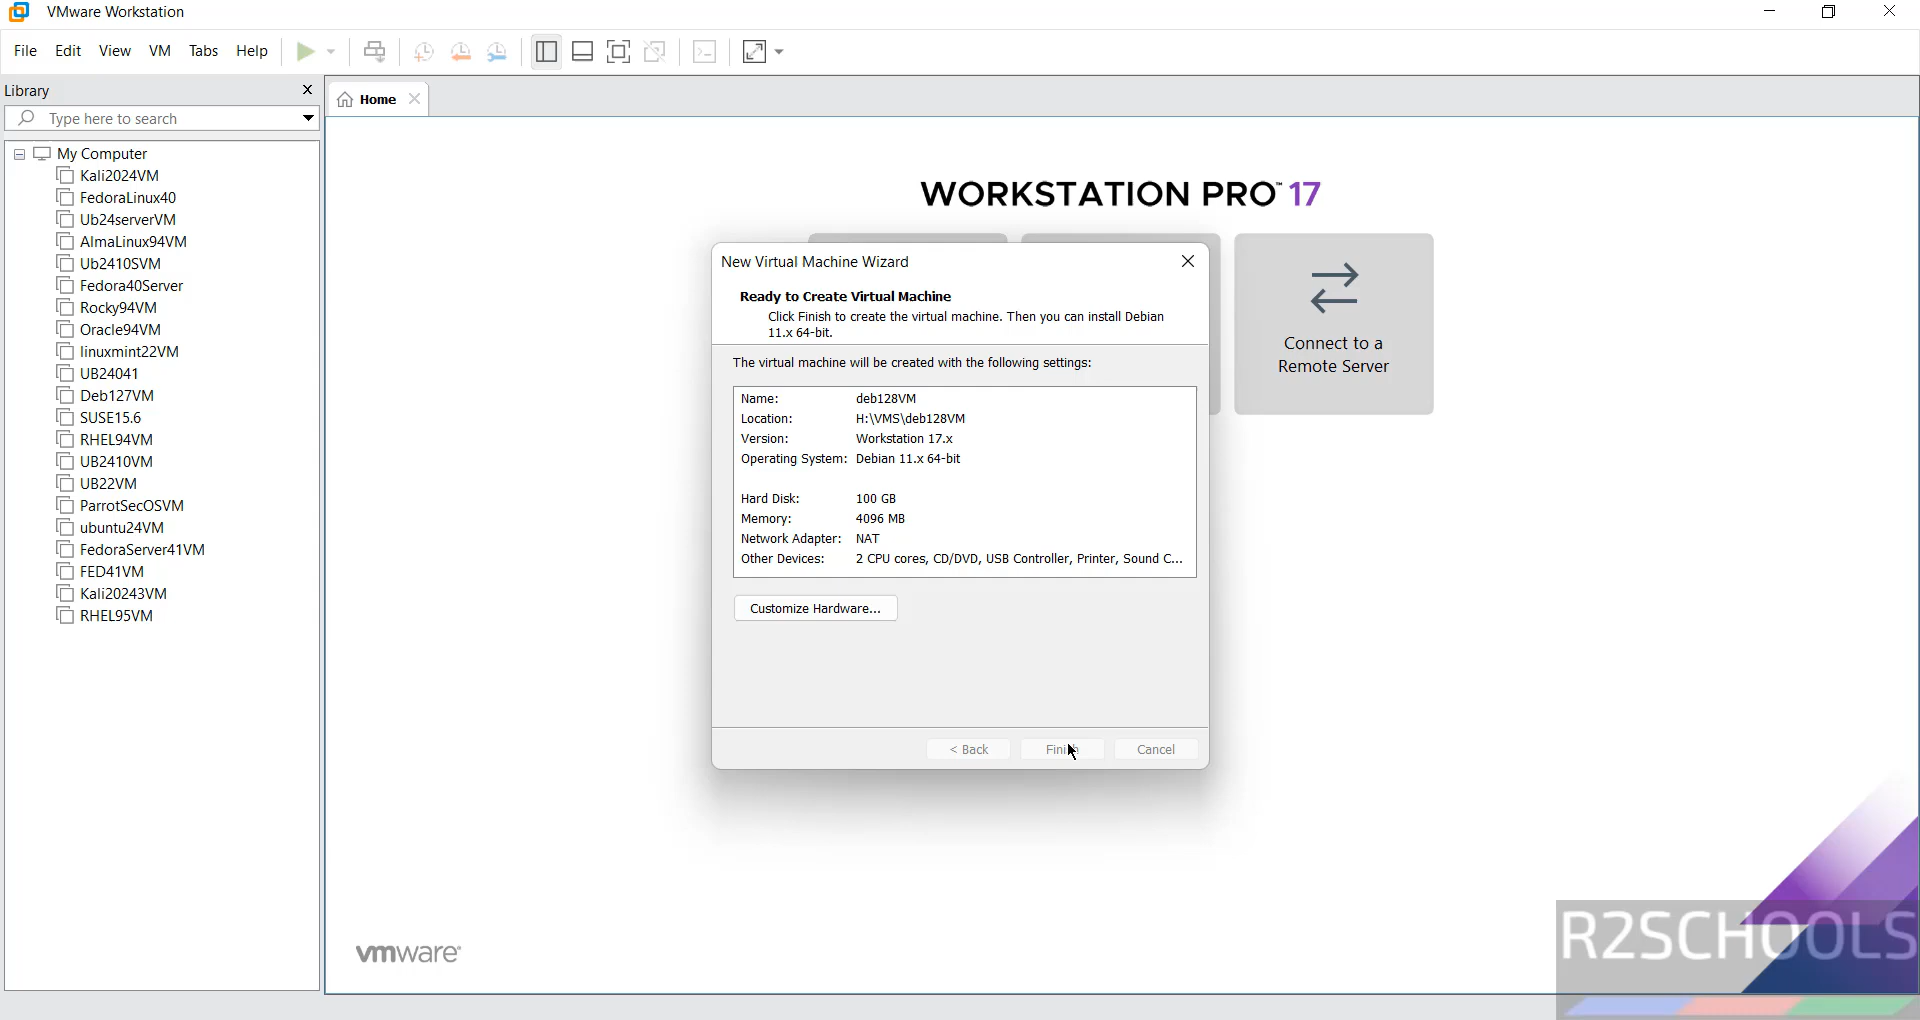 VMware Workstation
File Edit View VM Tabs Help
Library
Type here to search
My Computer
Kali2024VM
FedoraLinux40
Ub24serverVM
AlmaLinux94VM
Ub2410SVM
Fedora40Server
Rocky94VM
Oracle94VM
linuxmint22VM
UB24041
Deb127VM
SUSE15.6
RHEL94VM
UB2410VM
UB22VM
ParrotSecOSVM
ubuntu24VM
FedoraServer41VM
FED41VM
Kali20243VM
RHEL95VM
Home
WORKSTATION PRO™ 17
Connect to a
Remote Server
New Virtual Machine Wizard
Ready to Create Virtual Machine
Click Finish to create the virtual machine. Then you can install Debian
11.x 64-bit.
The virtual machine will be created with the following settings:
Name: deb128VM
Location: H:\VMS\deb128VM
Version: Workstation 17.x
Operating System: Debian 11.x 64-bit
Hard Disk: 100 GB
Memory: 4096 MB
Network Adapter: NAT
Other Devices: 2 CPU cores, CD/DVD, USB Controller, Printer, Sound C...
Customize Hardware...
< Back Finish Cancel
vmware®
R2SCHOOLS